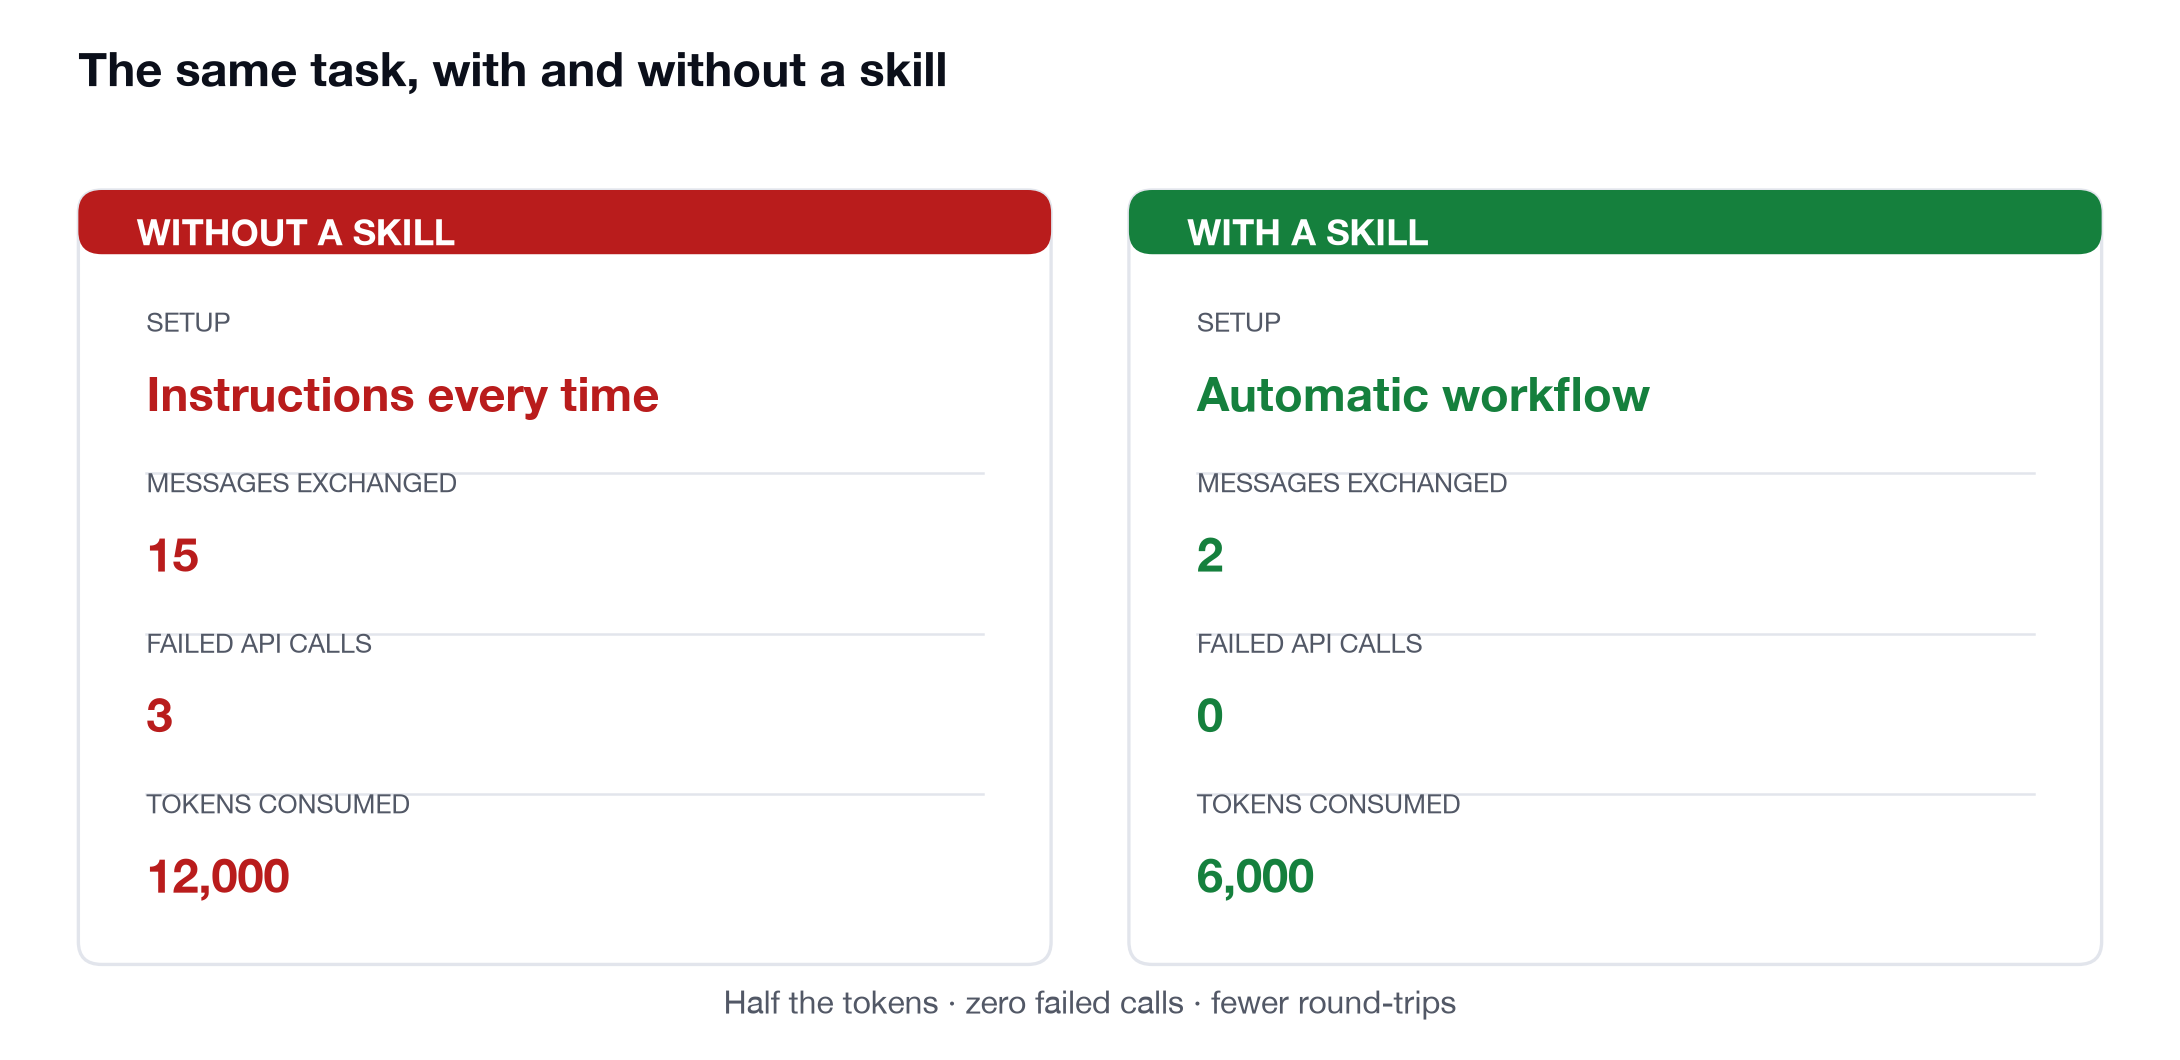 The same task, with and without a skill
WITHOUT A SKILL
SETUP
Instructions every time
MESSAGES EXCHANGED
15
FAILED API CALLS
3
TOKENS CONSUMED
12,000
WITH A SKILL
SETUP
Automatic workflow
MESSAGES EXCHANGED
2
FAILED API CALLS
0
TOKENS CONSUMED
6,000
Half the tokens · zero failed calls · fewer round-trips